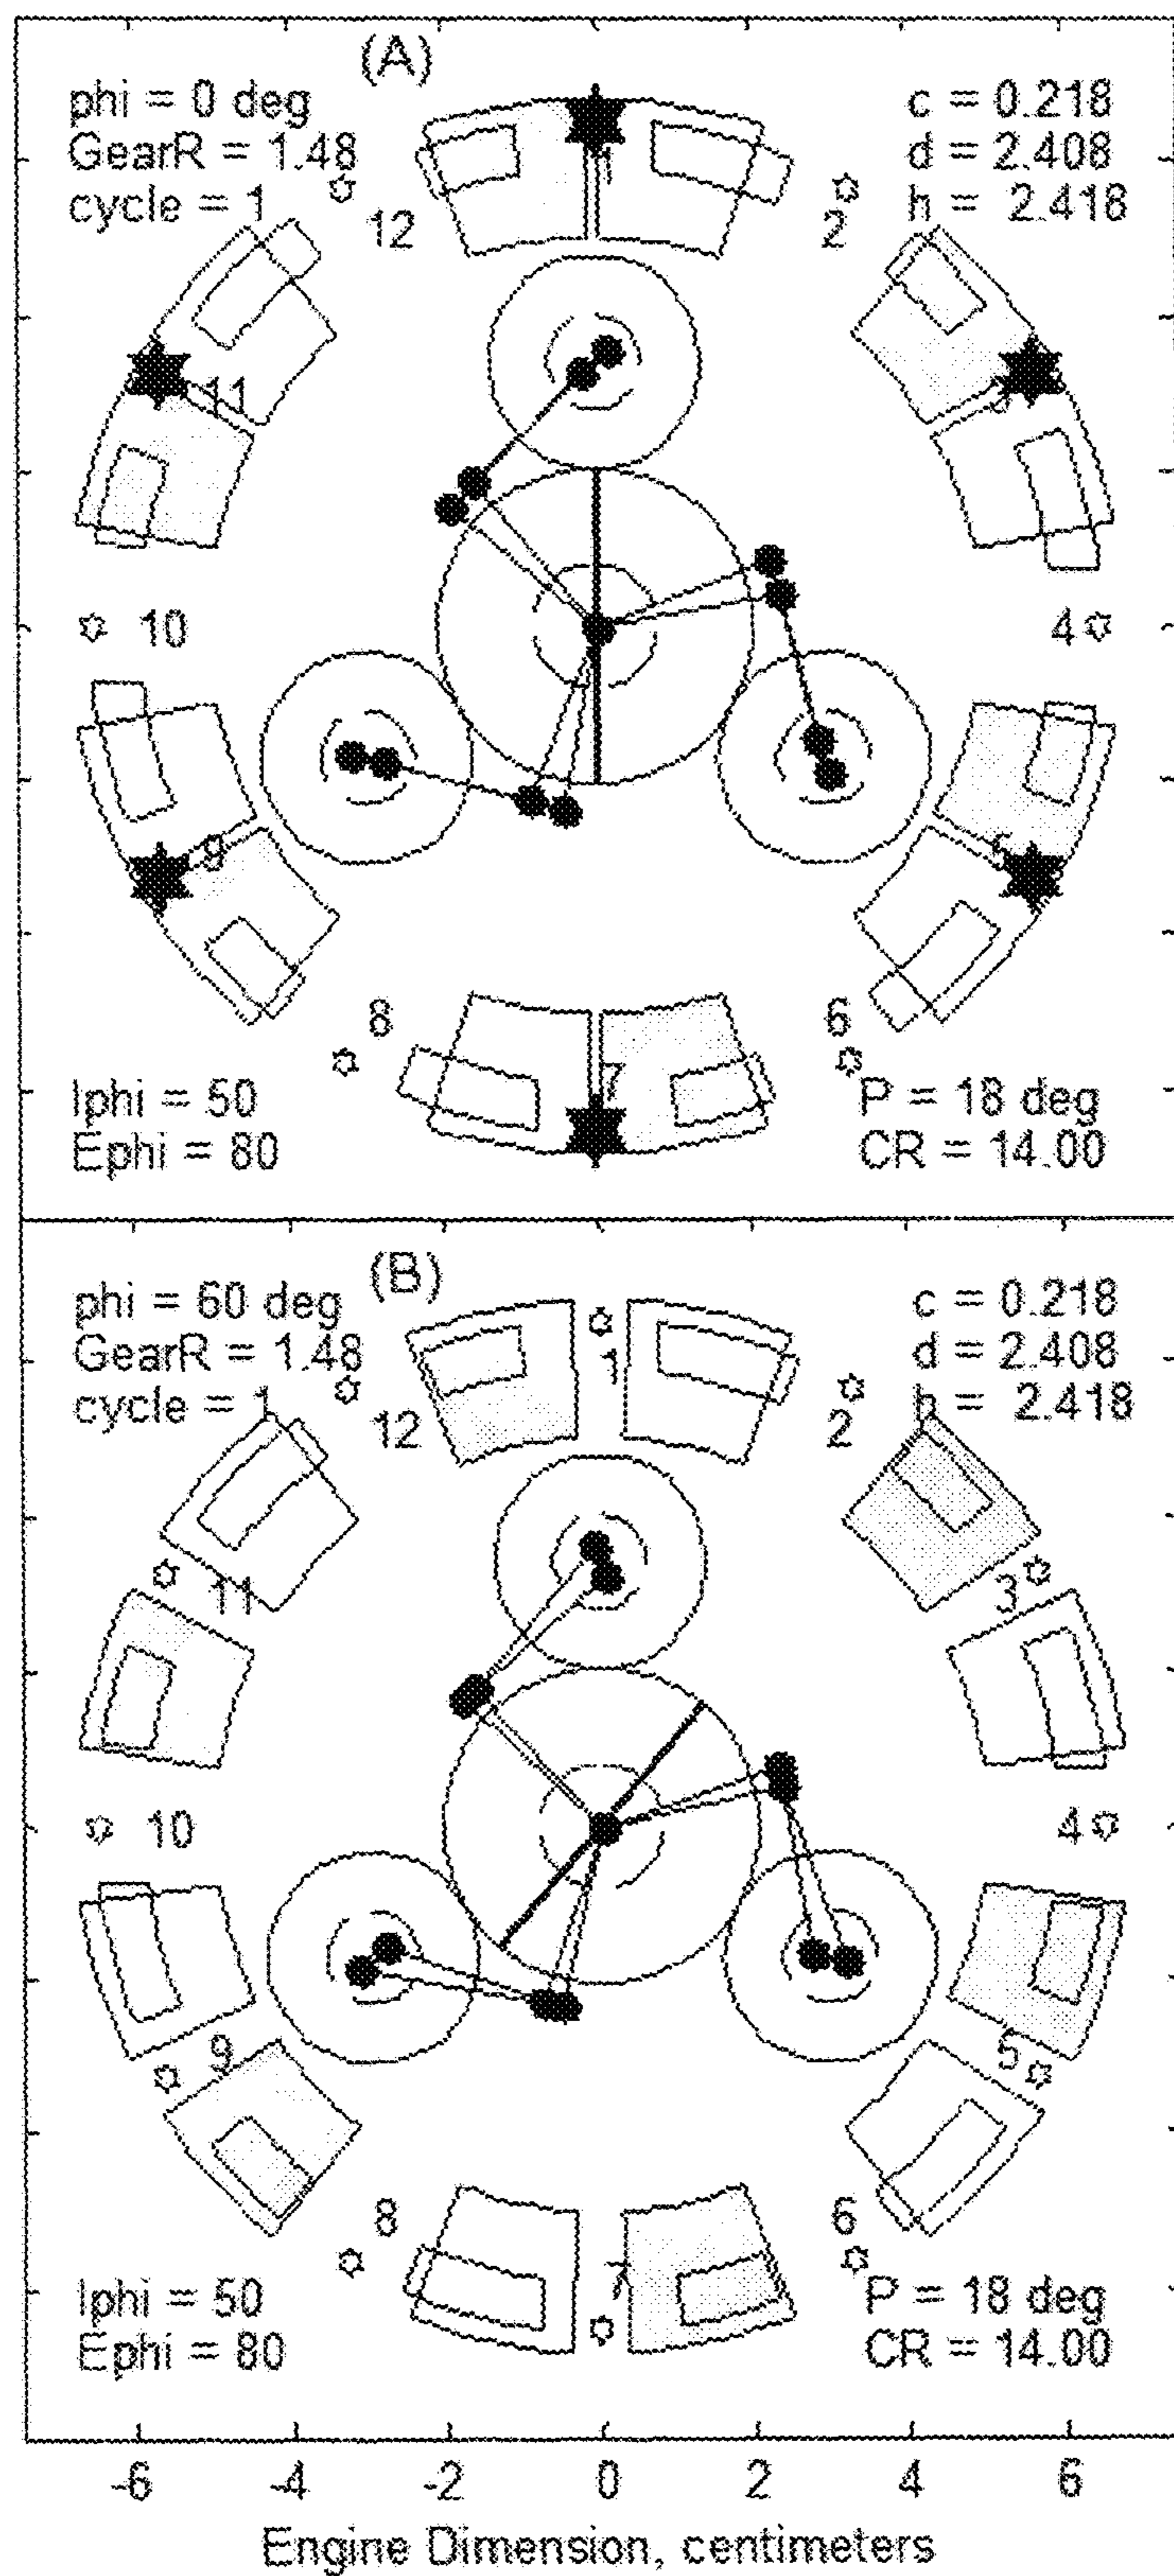 (A)
phi = 0 deg
GearR = 1.48
cycle = 1
c = 0.218
d = 2.408
h = 2.418
1
12
2
11
3
10
4
9
5
8
6
7
Iphi = 50
Ephi = 80
P = 18 deg
CR = 14.00
(B)
phi = 60 deg
GearR = 1.48
cycle = 1
c = 0.218
d = 2.408
h = 2.418
1
12
2
11
3
10
4
9
5
8
6
7
Iphi = 50
Ephi = 80
P = 18 deg
CR = 14.00
-6 -4 -2 0 2 4 6
Engine Dimension, centimeters